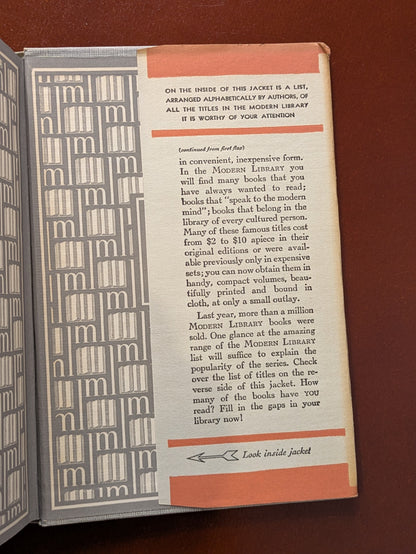 ON THE INSIDE OF THIS JACKET IS A LIST,
ARRANGED ALPHABETICALLY BY AUTHORS, OF
ALL THE TITLES IN THE MODERN LIBRARY
IT IS WORTHY OF YOUR ATTENTION
(continued from first flap)
in convenient, inexpensive form.
In the MODERN LIBRARY you
will find many books that you
have always wanted to read;
books that "speak to the modern
mind"; books that belong in the
library of every cultured person.
Many of these famous titles cost
from $2 to $10 apiece in their
original editions or were avail-
able previously only in expensive
sets; you can now obtain them in
handy, compact volumes, beau-
tifully printed and bound in
cloth, at only a small outlay.
Last year, more than a million
MODERN LIBRARY books were
sold. One glance at the amazing
range of the MODERN LIBRARY
list will suffice to explain the
popularity of the series. Check
over the list of titles on the re-
verse side of this jacket. How
many of the books have YOU
read? Fill in the gaps in your
library now!
Look inside jacket